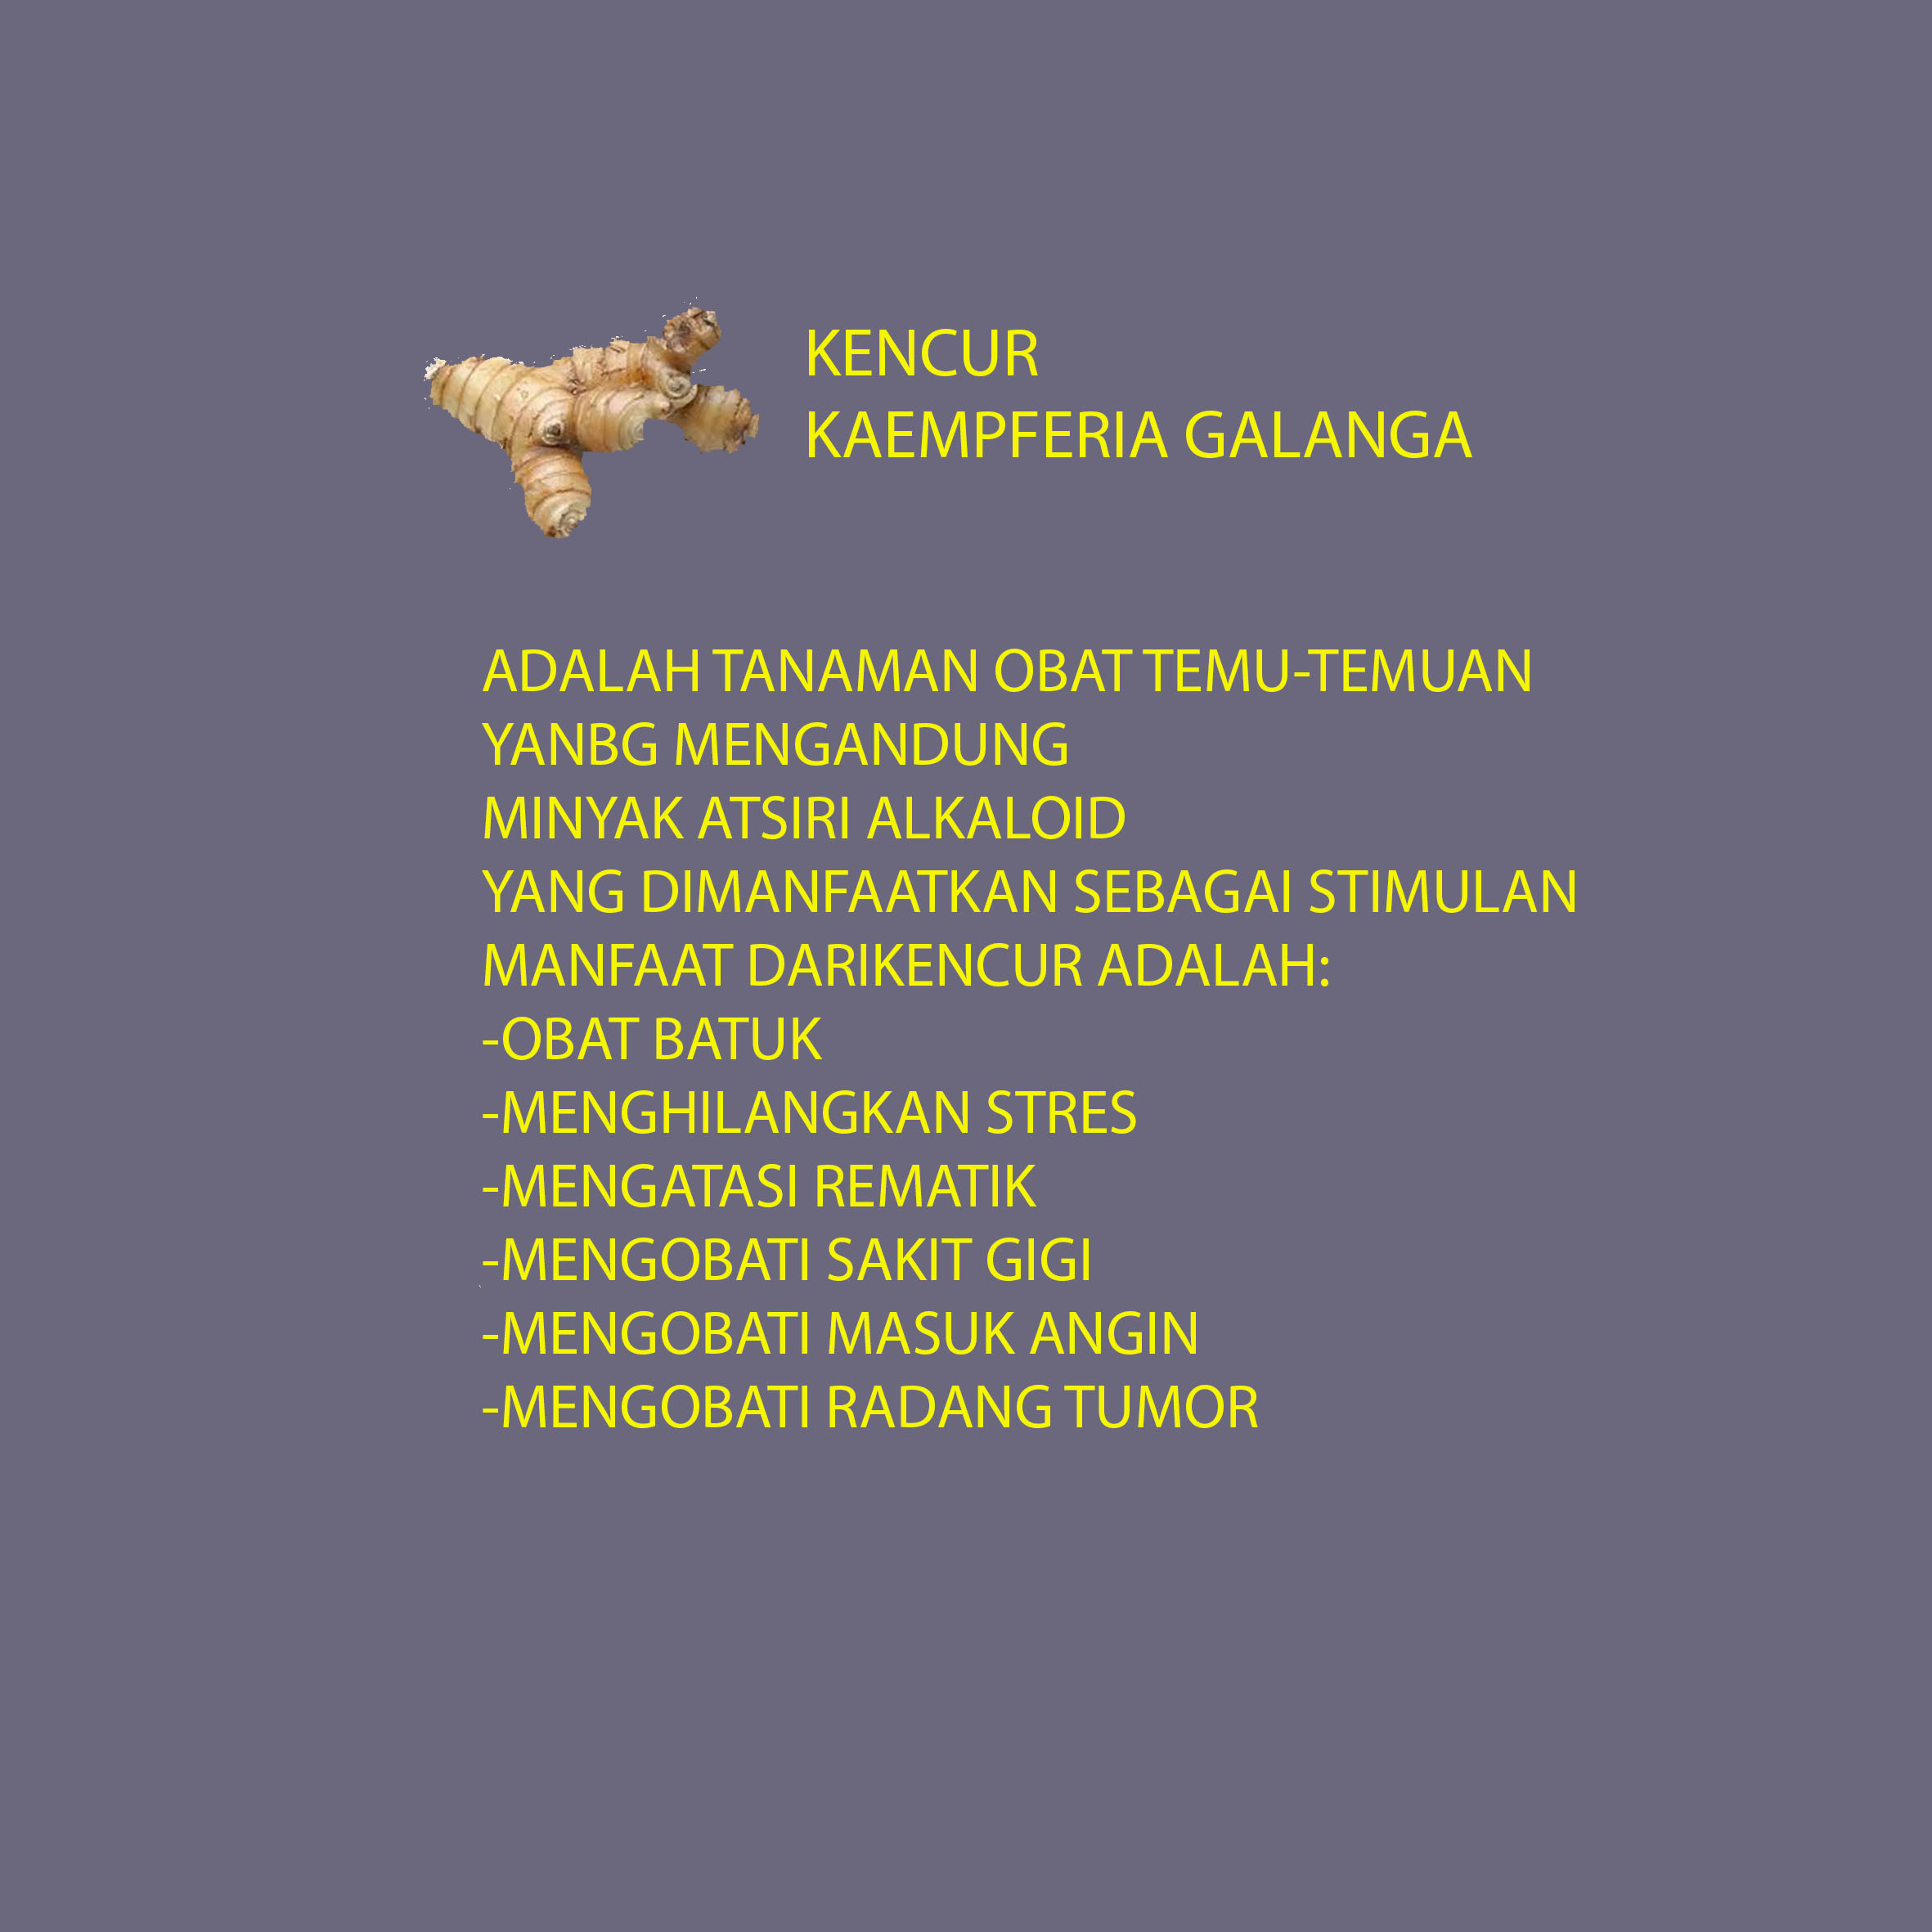 KENCUR
KAEMPFERIA GALANGA
ADALAH TANAMAN OBAT TEMU-TEMUAN
YANBG MENGANDUNG
MINYAK ATSIRI ALKALOID
YANG DIMANFAATKAN SEBAGAI STIMULAN
MANFAAT DARIKENCUR ADALAH:
-OBAT BATUK
-MENGHILANGKAN STRES
-MENGATASI REMATIK
-MENGOBATI SAKIT GIGI
-MENGOBATI MASUK ANGIN
-MENGOBATI RADANG TUMOR